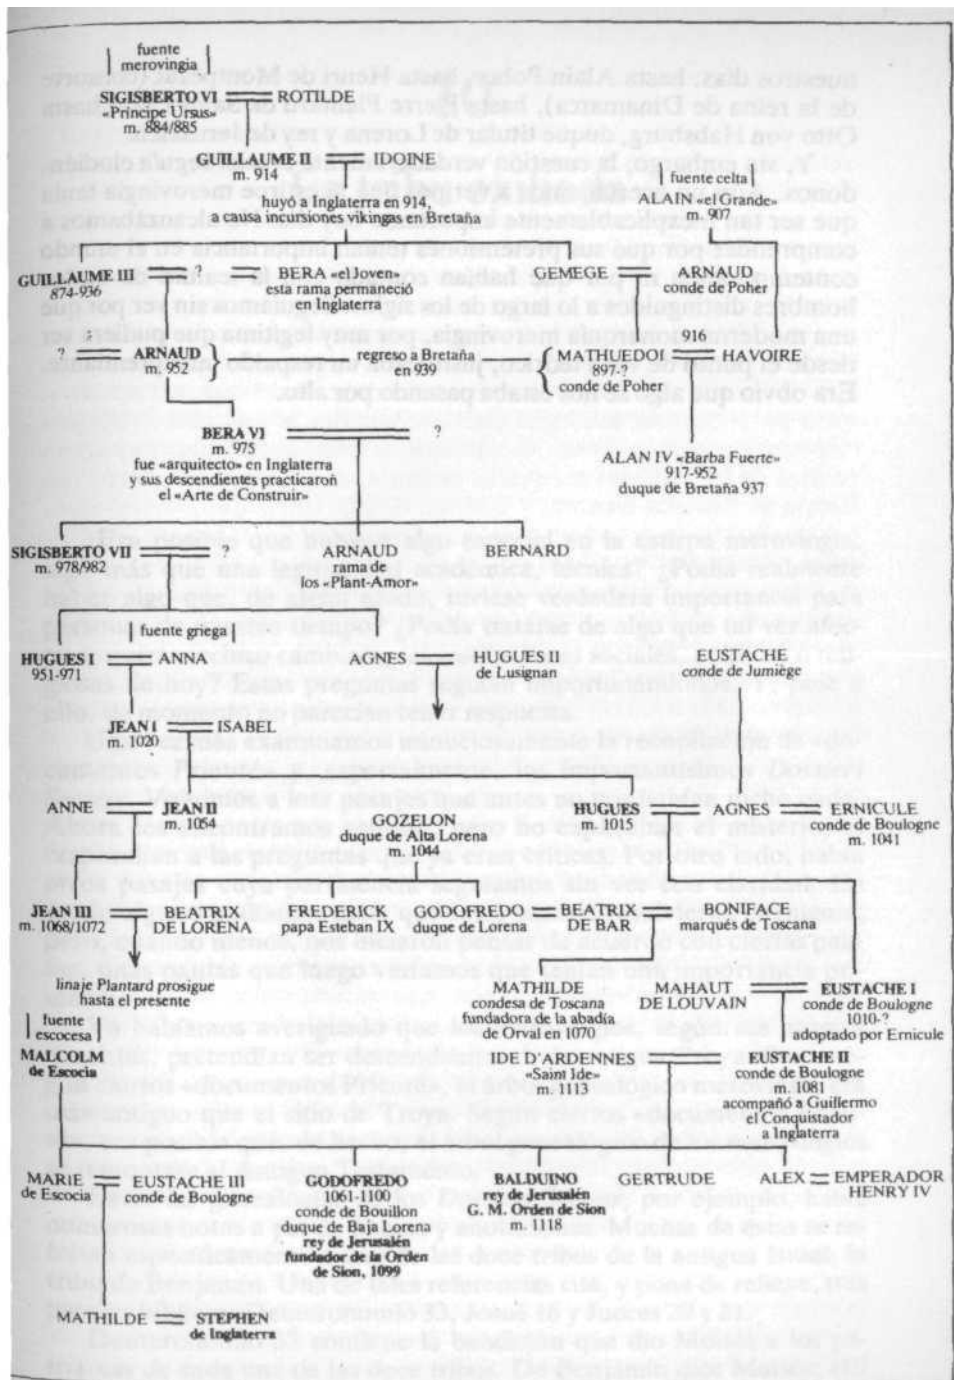 fuente
merovingia
SIGISBERTO VI ROTILDE
«Príncipe Ursus»
m. 884/885
GUILLAUME II IDOINE
m. 914
huyó a Inglaterra en 914,
a causa incursiones vikingas en Bretaña
fuente celta
ALAIN «el Grande»
m. 907
GUILLAUME III ? BERA «el Joven»
874-936
esta rama permaneció
en Inglaterra
GEMEGE ARNAUD
conde de Poher
? ? ARNAUD
m. 952
regreso a Bretaña
en 939
916
MATHUEDOI HAVOIRE
897-?
conde de Poher
BERA VI ?
m. 975
fue «arquitecto» en Inglaterra
y sus descendientes practicaron
el «Arte de Construir»
ALAN IV «Barba Fuerte»
917-952
duque de Bretaña 937
SIGISBERTO VII ?
m. 978/982
ARNAUD
rama de
los «Plant-Amor»
BERNARD
fuente griega
HUGUES I ANNA
951-971
AGNES HUGUES II
de Lusignan
EUSTACHE
conde de Jumiège
JEAN I ISABEL
m. 1020
ANNE JEAN II
m. 1054
GOZELON
duque de Alta Lorena
m. 1044
HUGUES AGNES ERNICULE
m. 1015
conde de Boulogne
m. 1041
JEAN III BEATRIX
m. 1068/1072 DE LORENA
FREDERICK
papa Esteban IX
GODOFREDO BEATRIX BONIFACE
duque de Lorena DE BAR marqués de Toscana
linaje Plantard prosigue
hasta el presente
MATHILDE
condesa de Toscana
fundadora de la abadía
de Orval en 1070
MAHAUT EUSTACHE I
DE LOUVAIN conde de Boulogne
1010-?
adoptado por Ernicule
fuente
escocesa
MALCOLM
de Escocia
IDE D'ARDENNES EUSTACHE II
«Saint Ide»
m. 1113
conde de Boulogne
m. 1081
acompañó a Guillermo
el Conquistador
a Inglaterra
MARIE EUSTACHE III
de Escocia conde de Boulogne
GODOFREDO
1061-1100
conde de Bouillon
duque de Baja Lorena
rey de Jerusalén
fundador de la Orden
de Sion, 1099
BALDUINO
rey de Jerusalén
G. M. Orden de Sion
m. 1118
GERTRUDE
ALEX EMPERADOR
HENRY IV
MATHILDE STEPHEN
de Inglaterra